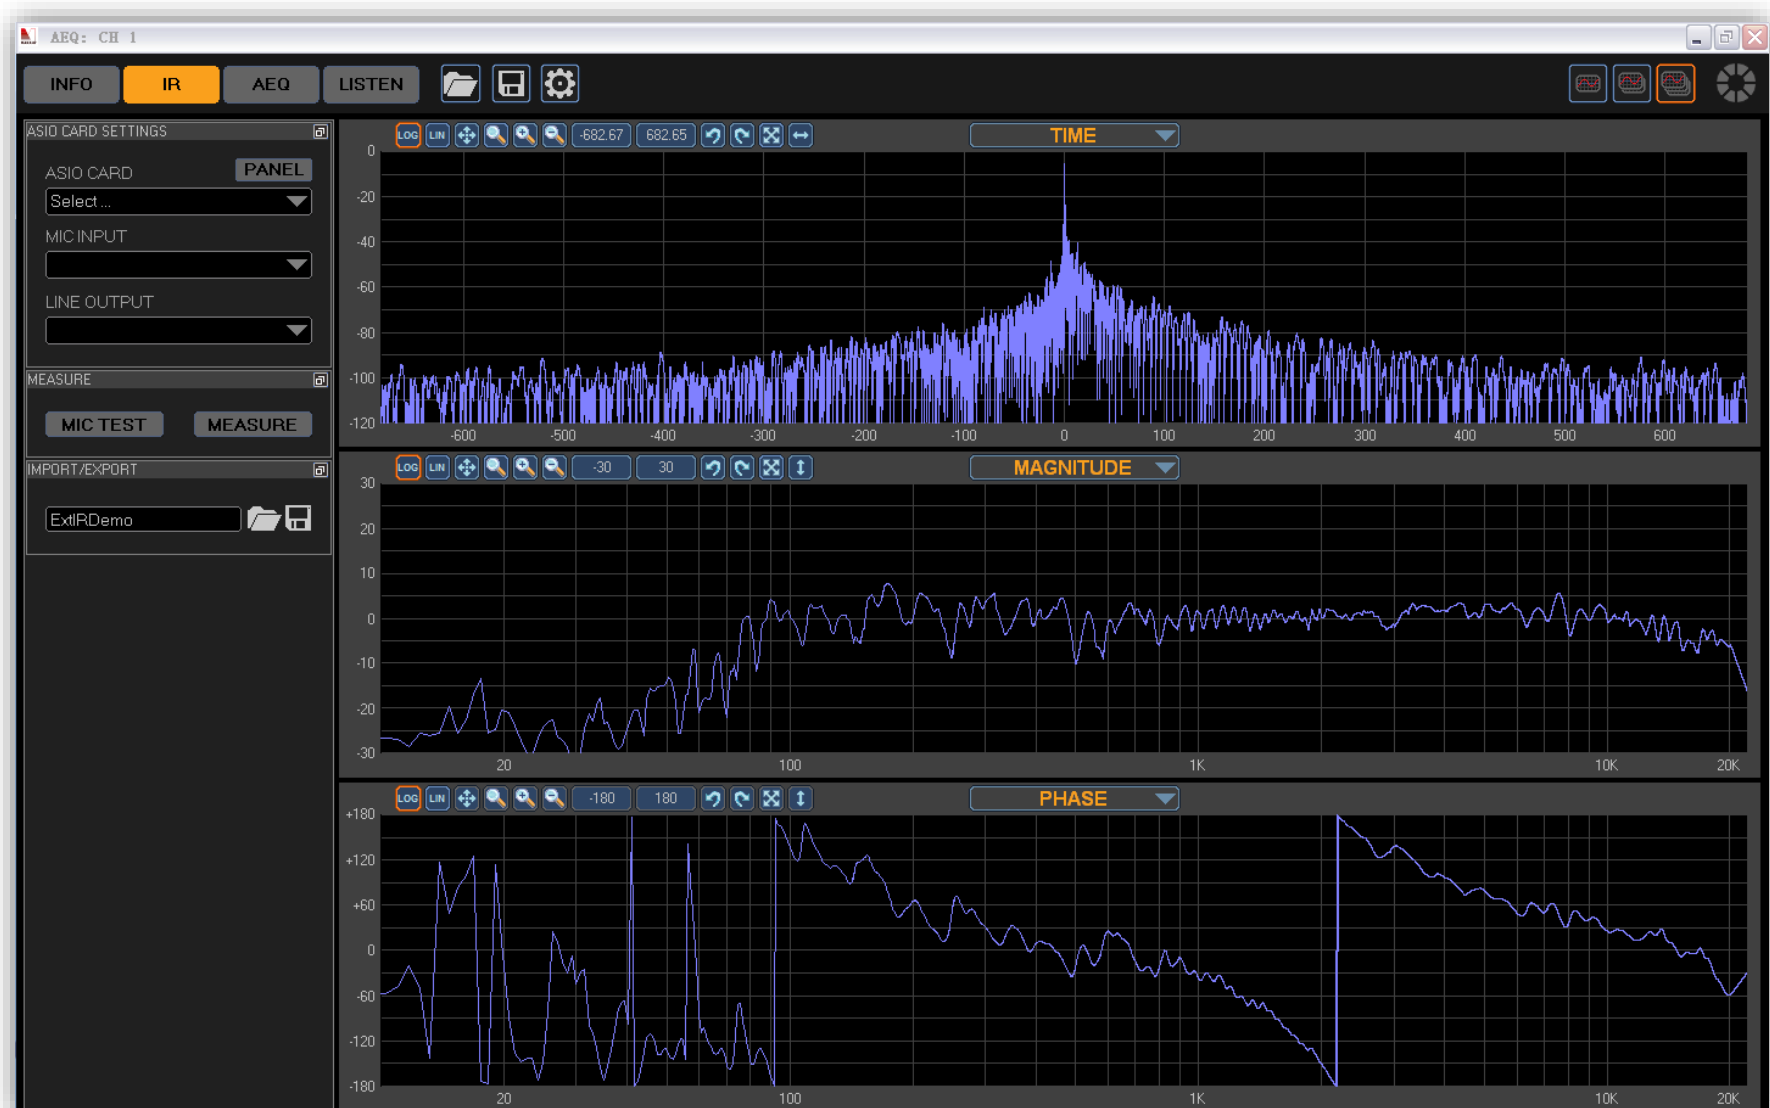 AEQ: CH 1
INFO IR AEQ LISTEN
ASIO CARD SETTINGS
ASIO CARD PANEL
Select ...
MIC INPUT
LINE OUTPUT
MEASURE
MIC TEST MEASURE
IMPORT/EXPORT
ExtIRDemo
LOG LIN -682.67 682.65 TIME
0
-20
-40
-60
-80
-100
-120
-600 -500 -400 -300 -200 -100 0 100 200 300 400 500 600
LOG LIN -30 30 MAGNITUDE
30
20
10
0
-10
-20
-30
20 100 1K 10K 20K
LOG LIN -180 180 PHASE
+180
+120
+60
0
-60
-120
-180
20 100 1K 10K 20K